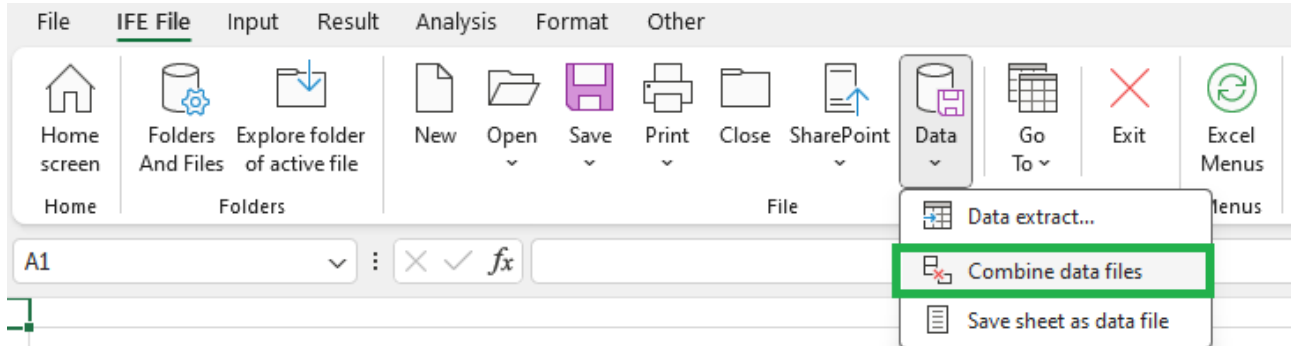 File IFE File Input Result Analysis Format Other
Home screen Folders And Files Explore folder of active file New Open Save Print Close SharePoint Data Go To Exit Excel Menus
Home Folders File
Data extract...
A1 fx
Combine data files
Save sheet as data file